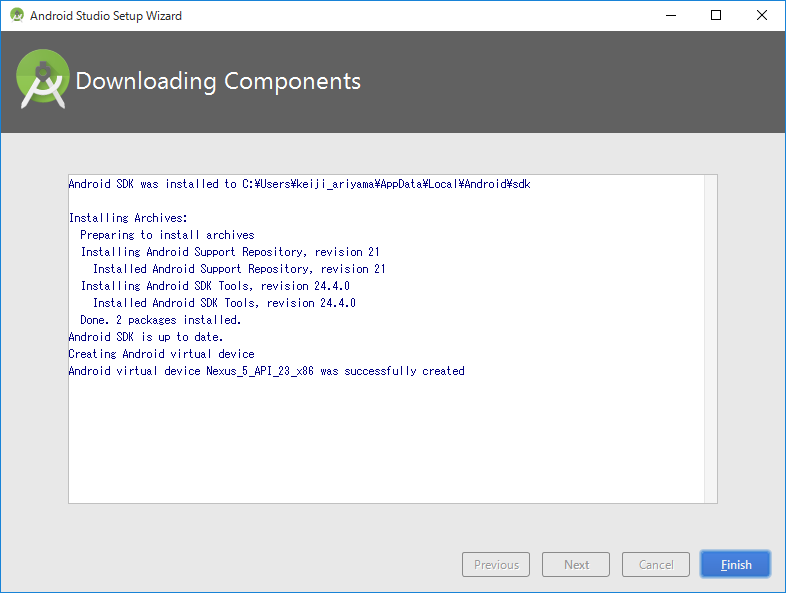 Android Studio Setup Wizard
Downloading Components
Android SDK was installed to C:¥Users¥keiji_ariyama¥AppData¥Local¥Android¥sdk
Installing Archives:
Preparing to install archives
Installing Android Support Repository, revision 21
Installed Android Support Repository, revision 21
Installing Android SDK Tools, revision 24.4.0
Installed Android SDK Tools, revision 24.4.0
Done. 2 packages installed.
Android SDK is up to date.
Creating Android virtual device
Android virtual device Nexus_5_API_23_x86 was successfully created
Previous Next Cancel Finish